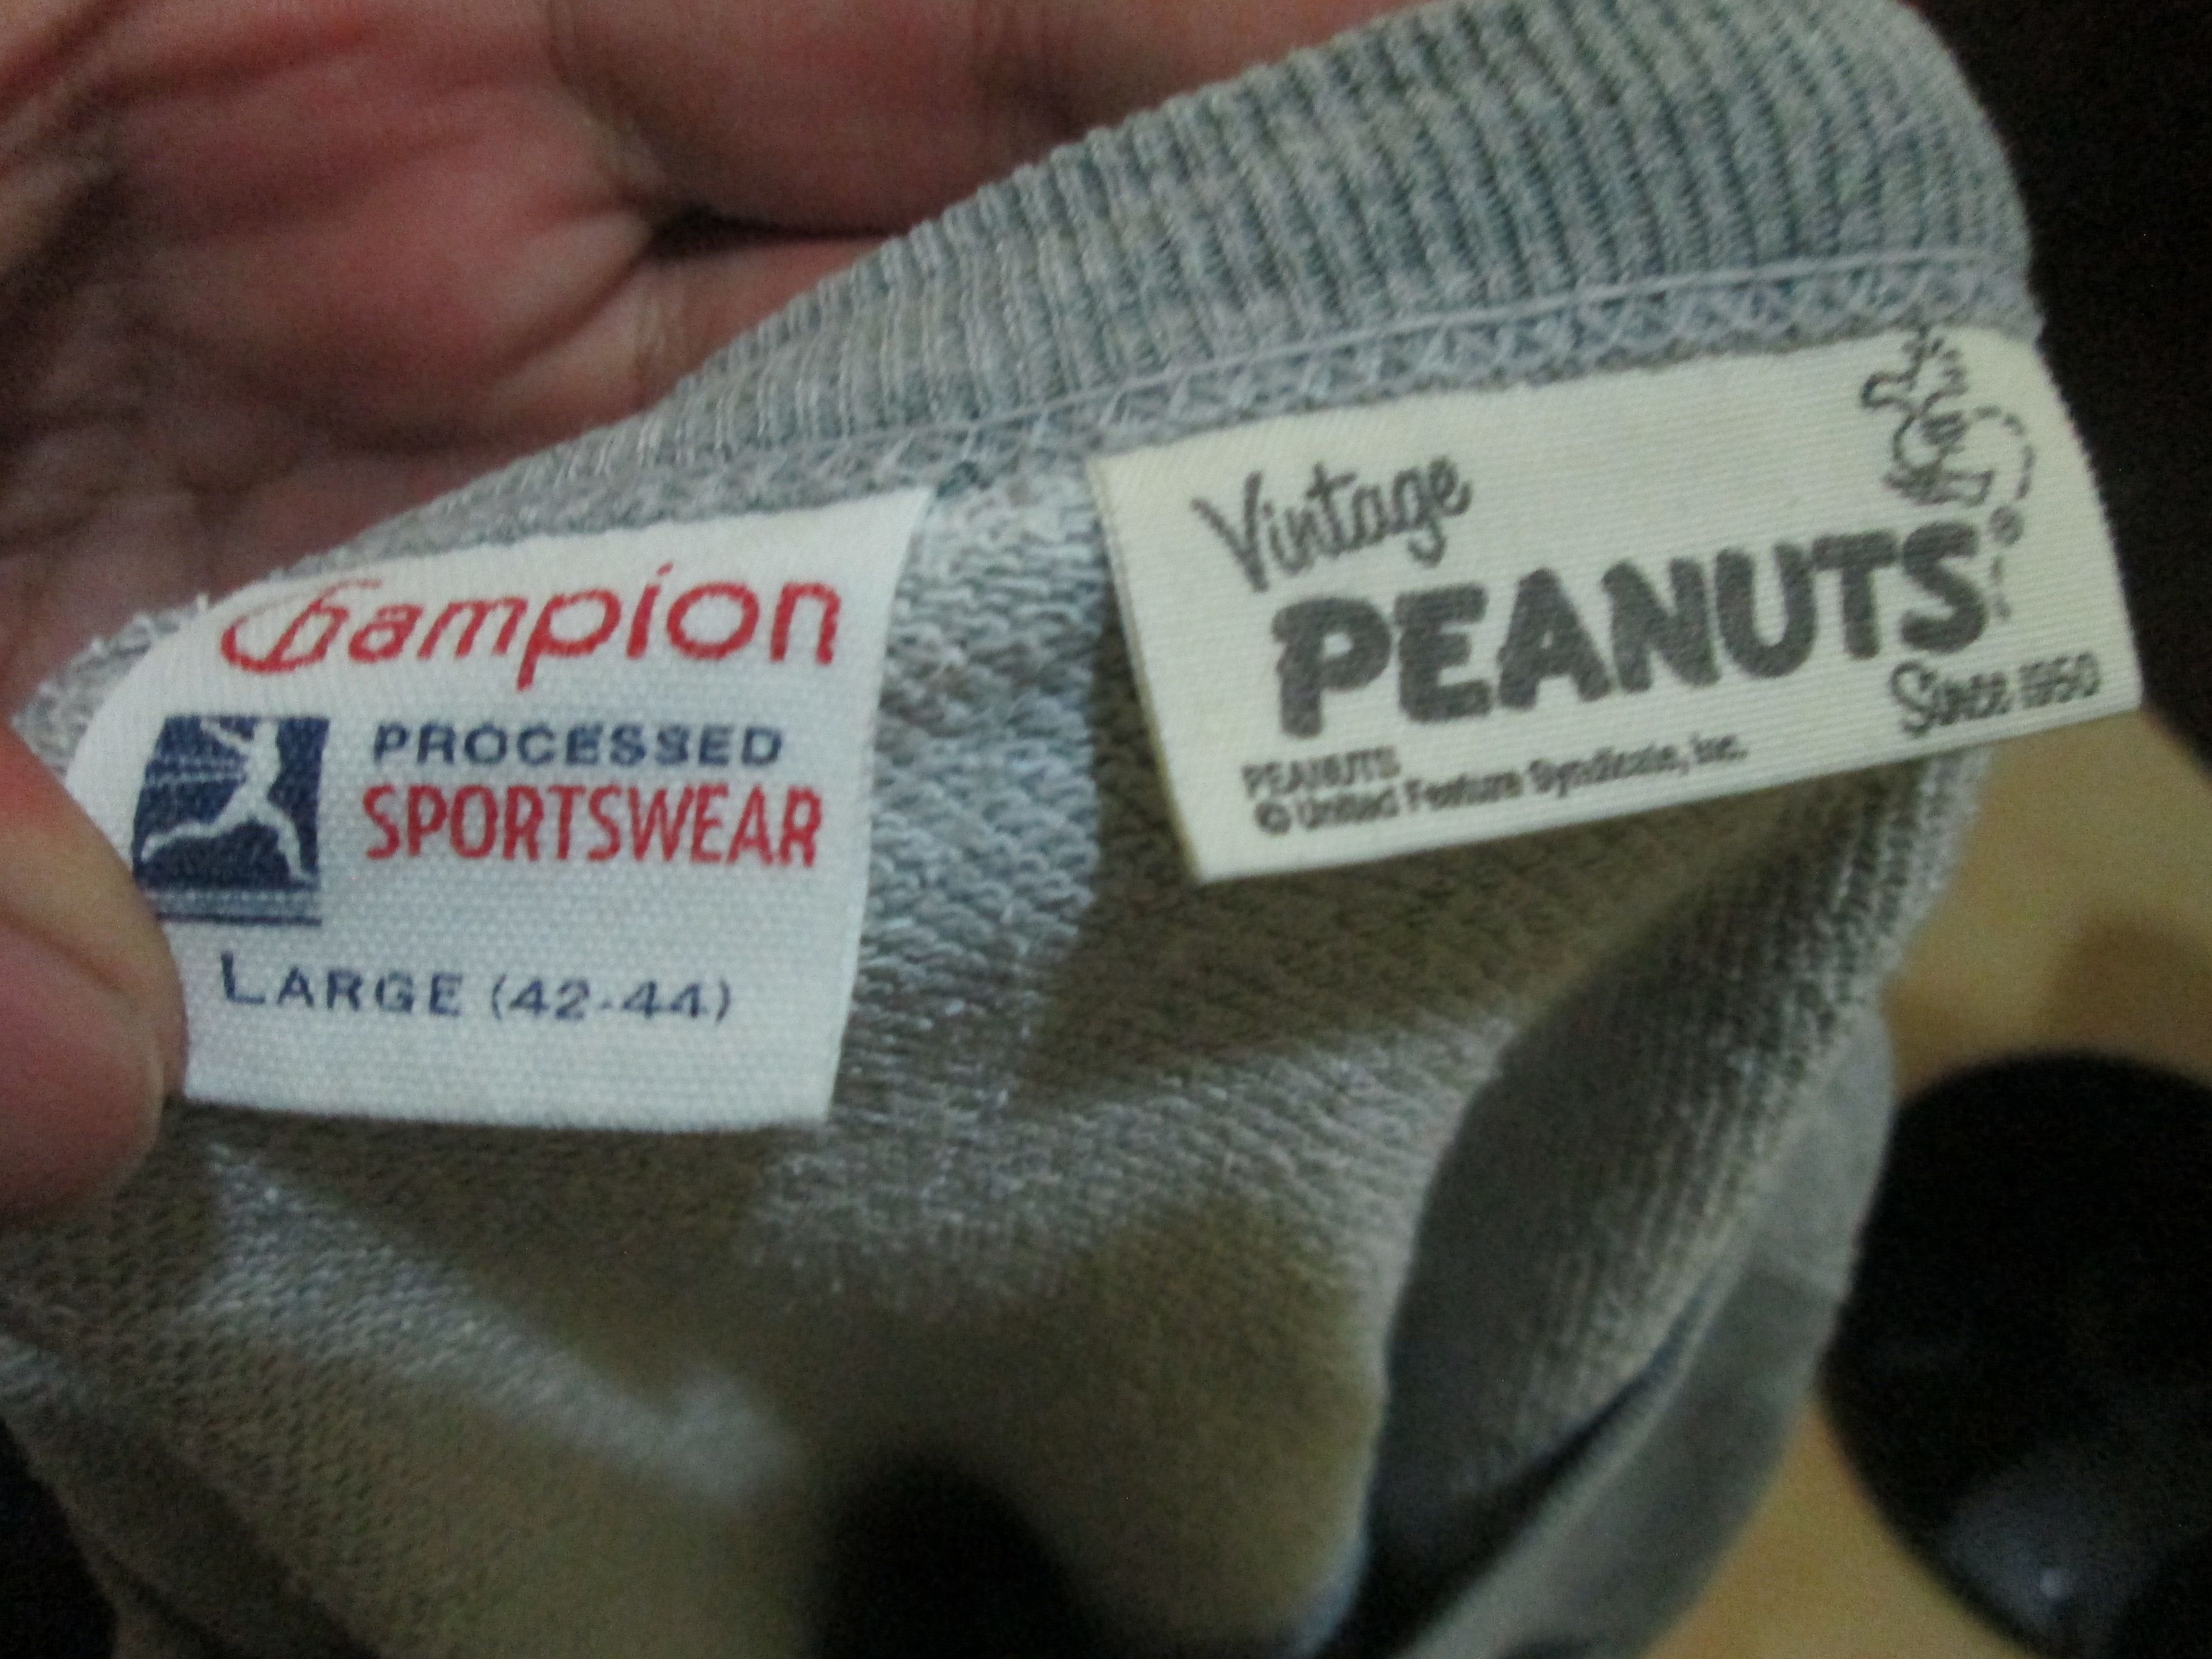 Champion
PROCESSED
SPORTSWEAR
LARGE (42-44)
Vintage
PEANUTS®
Since 1950
PEANUTS
© United Feature Syndicate, Inc.